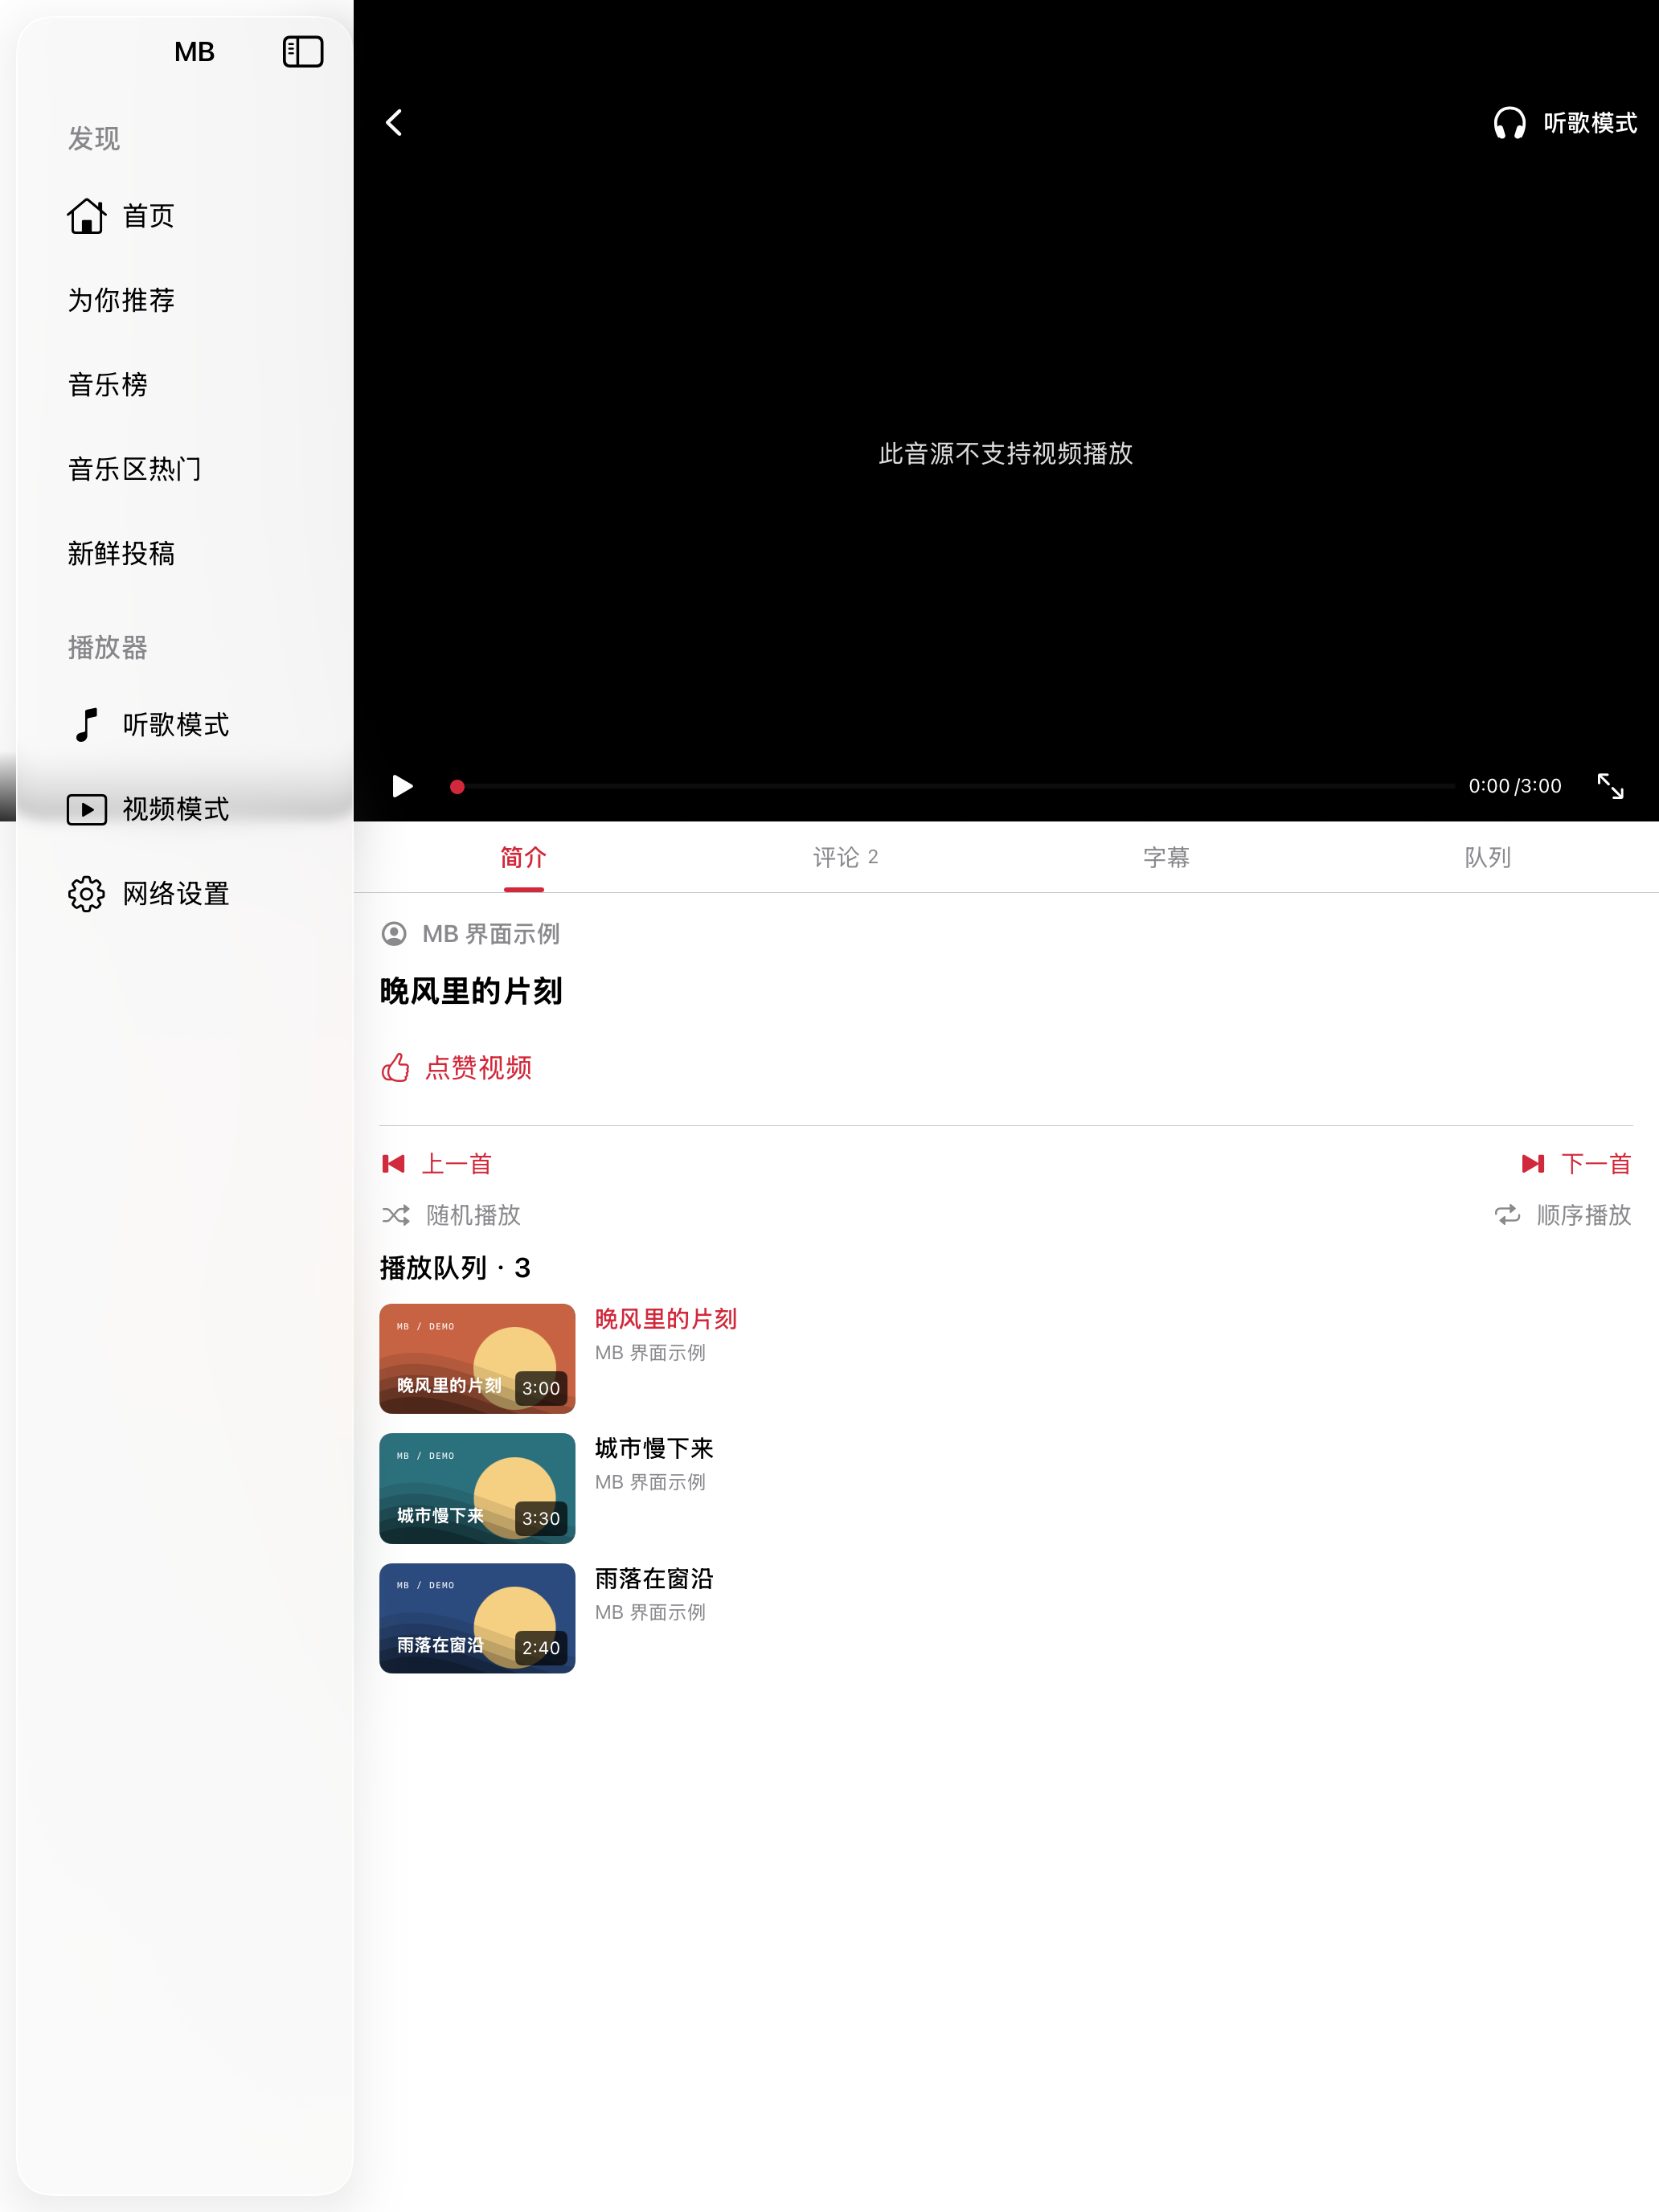 MB
发现
首页
为你推荐
音乐榜
音乐区热门
新鲜投稿
播放器
听歌模式
视频模式
网络设置
听歌模式
此音源不支持视频播放
0:00 /3:00
简介 评论 2 字幕 队列
MB 界面示例
晚风里的片刻
点赞视频
上一首 下一首
随机播放 顺序播放
播放队列 · 3
MB / DEMO
晚风里的片刻 3:00
晚风里的片刻
MB 界面示例
MB / DEMO
城市慢下来 3:30
城市慢下来
MB 界面示例
MB / DEMO
雨落在窗沿 2:40
雨落在窗沿
MB 界面示例